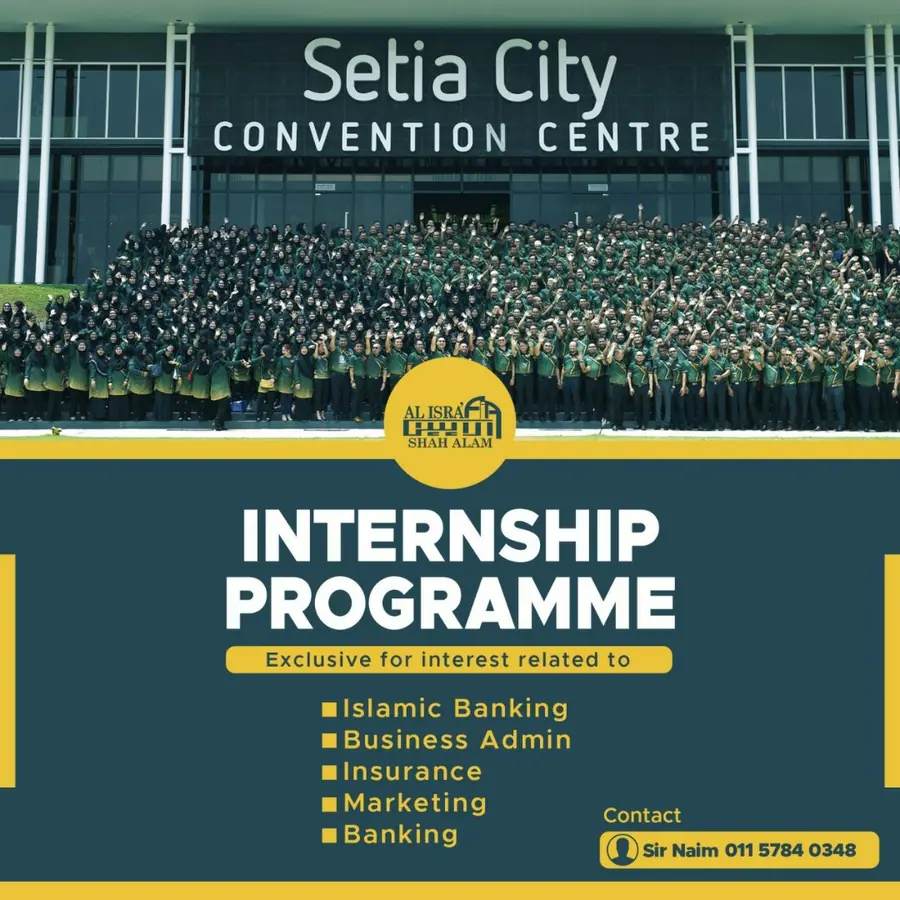 Setia City
CONVENTION CENTRE
AL ISRA'
SHAH ALAM
INTERNSHIP
PROGRAMME
Exclusive for interest related to
Islamic Banking
Business Admin
Insurance
Marketing
Banking
Contact
Sir Naim 011 5784 0348